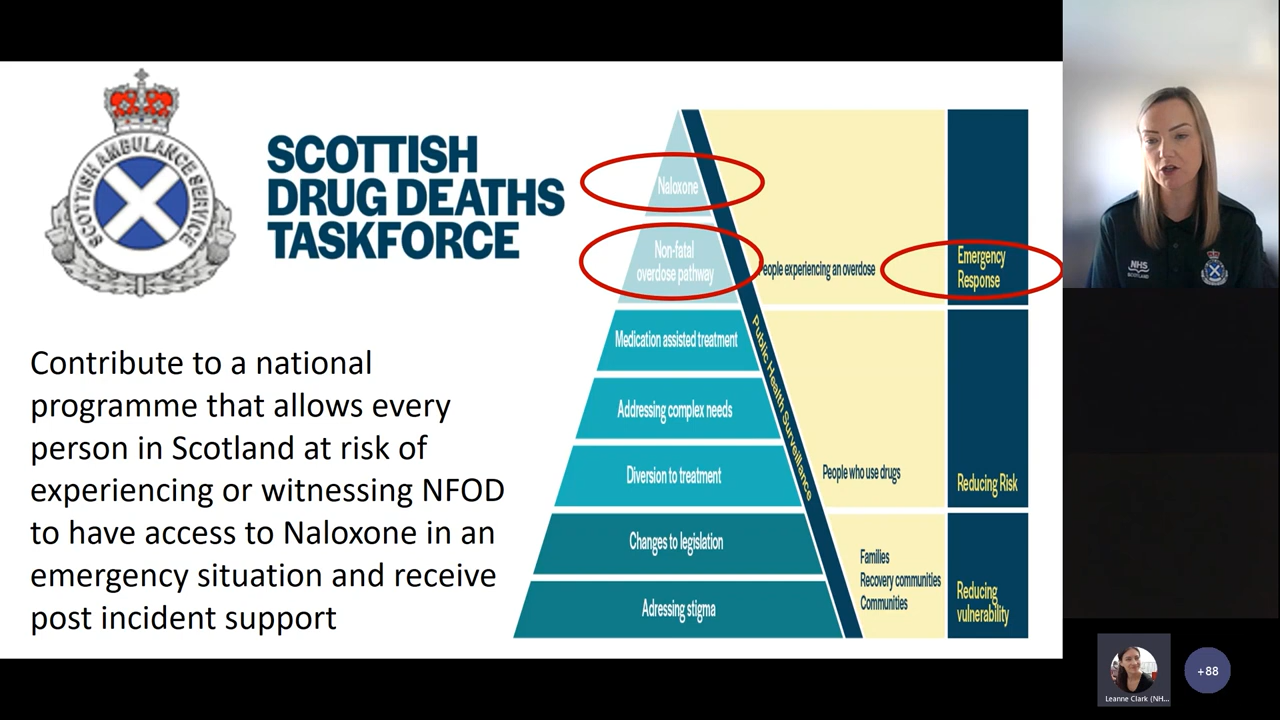 SCOTTISH AMBULANCE SERVICE
SCOTTISH
DRUG DEATHS
TASKFORCE
Contribute to a national
programme that allows every
person in Scotland at risk of
experiencing or witnessing NFOD
to have access to Naloxone in an
emergency situation and receive
post incident support
Naloxone
Non-fatal
overdose pathway
Medication assisted treatment
Addressing complex needs
Diversion to treatment
Changes to legislation
Adressing stigma
Public Health Surveillance
People experiencing an overdose
People who use drugs
Families
Recovery communities
Communities
Emergency
Response
Reducing Risk
Reducing
vulnerability
NHS
SCOTLAND
Leanne Clark (NH...
+88